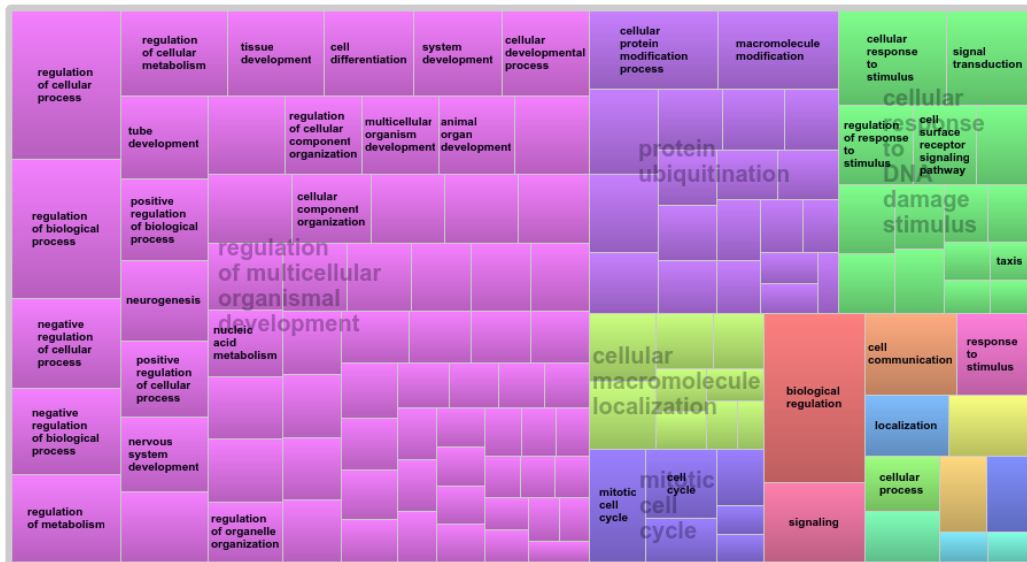 regulation
of cellular
process
regulation
of biological
process
negative
regulation
of cellular
process
negative
regulation
of biological
process
regulation
of metabolism
regulation
of cellular
metabolism
tissue
development
cell
differentiation
system
development
cellular
developmental
process
tube
development
regulation
of cellular
component
organization
multicellular
organism
development
animal
organ
development
positive
regulation
of biological
process
cellular
component
organization
neurogenesis
regulation
of multicellular
organismal
development
nucleic
acid
metabolism
positive
regulation
of cellular
process
nervous
system
development
regulation
of organelle
organization
cellular
protein
modification
process
macromolecule
modification
protein
ubiquitination
cellular
response
to
stimulus
signal
transduction
cellular
response
to
DNA
damage
stimulus
regulation
of response
to
stimulus
cell
surface
receptor
signaling
pathway
taxis
cellular
macromolecule
localization
mitotic
cell
cycle
cell
cycle
mitotic
cell
cycle
biological
regulation
signaling
cell
communication
response
to
stimulus
localization
cellular
process